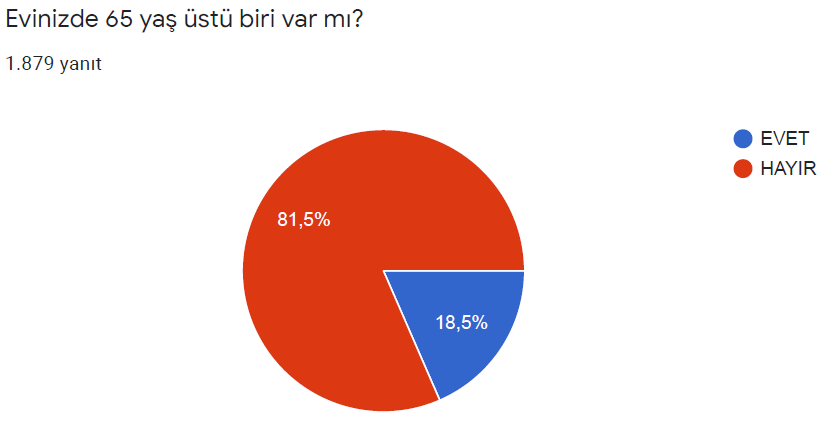 Evinizde 65 yaş üstü biri var mı?
1.879 yanıt
EVET
HAYIR
81,5%
18,5%